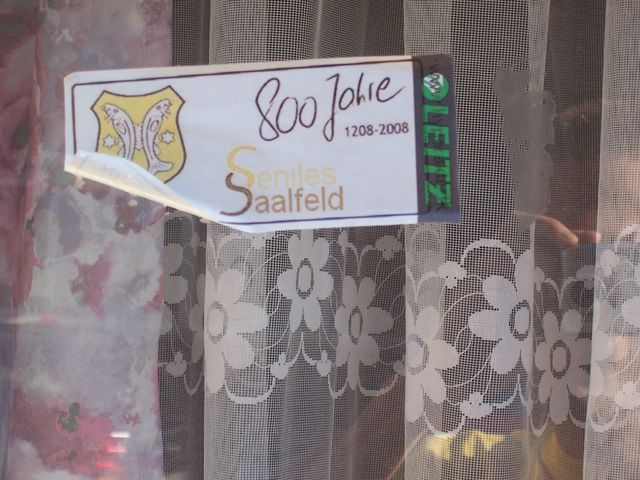 800 Jahre
1208-2008
Seniles
Saalfeld
LEITZ